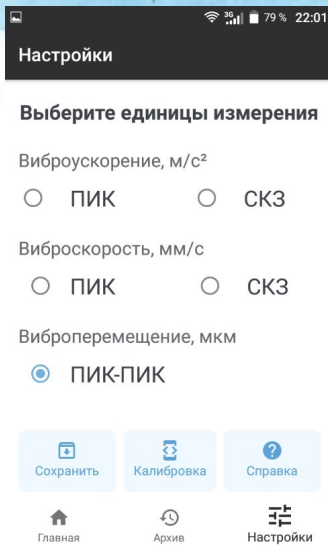 3G 79 % 22:01
Настройки
Выберите единицы измерения
Виброускорение, м/с²
ПИК СКЗ
Виброскорость, мм/с
ПИК СКЗ
Виброперемещение, мкм
ПИК-ПИК
Сохранить Калибровка Справка
Главная Архив Настройки